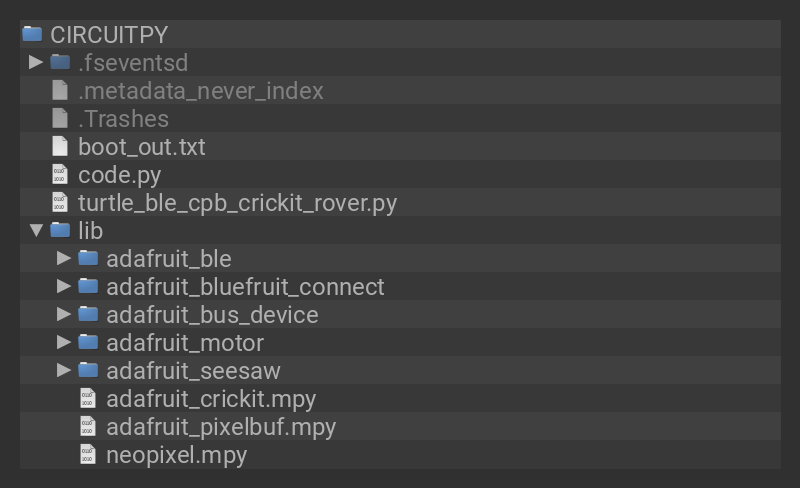 CIRCUITPY
.fseventsd
.metadata_never_index
.Trashes
boot_out.txt
code.py
turtle_ble_cpb_crickit_rover.py
lib
adafruit_ble
adafruit_bluefruit_connect
adafruit_bus_device
adafruit_motor
adafruit_seesaw
adafruit_crickit.mpy
adafruit_pixelbuf.mpy
neopixel.mpy